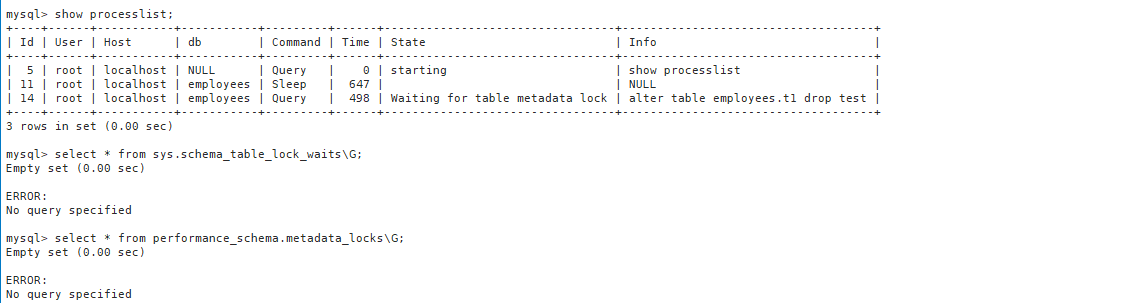 mysql> show processlist;
+----+------+-----------+-----------+---------+------+---------------------------------+------------------------------------+
| Id | User | Host      | db        | Command | Time | State                           | Info                               |
+----+------+-----------+-----------+---------+------+---------------------------------+------------------------------------+
|  5 | root | localhost | NULL      | Query   |    0 | starting                        | show processlist                   |
| 11 | root | localhost | employees | Sleep   |  647 |                                 | NULL                               |
| 14 | root | localhost | employees | Query   |  498 | Waiting for table metadata lock | alter table employees.t1 drop test |
+----+------+-----------+-----------+---------+------+---------------------------------+------------------------------------+
3 rows in set (0.00 sec)
mysql> select * from sys.schema_table_lock_waits\G;
Empty set (0.00 sec)
ERROR:
No query specified
mysql> select * from performance_schema.metadata_locks\G;
Empty set (0.00 sec)
ERROR:
No query specified